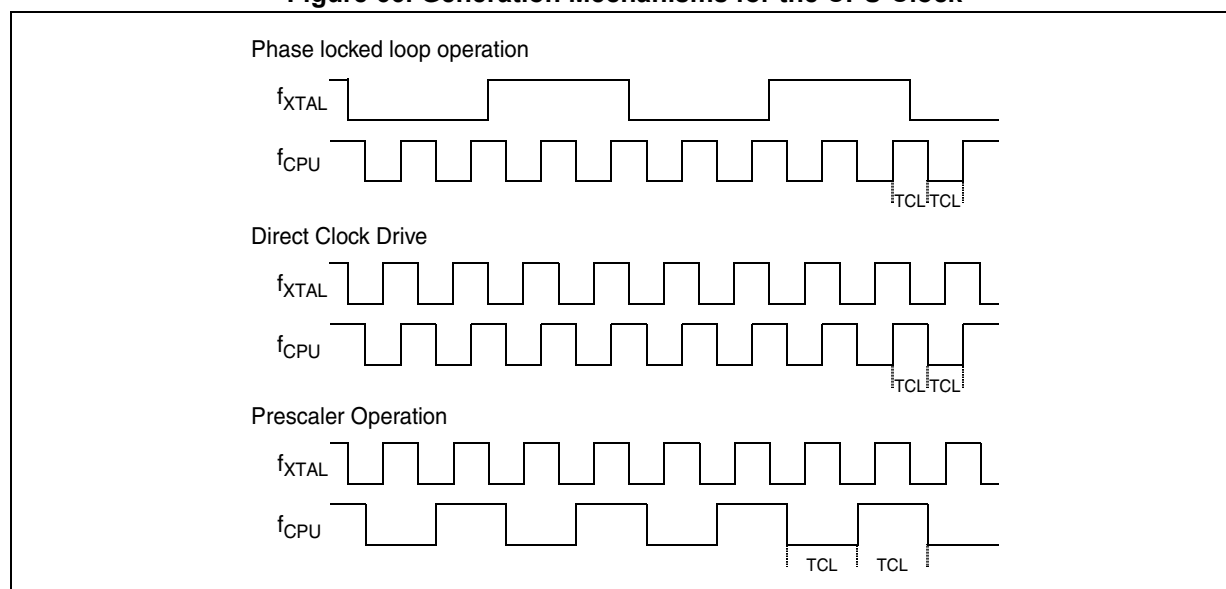 Phase locked loop operation
fXTAL
fCPU
TCL TCL
Direct Clock Drive
fXTAL
fCPU
TCL TCL
Prescaler Operation
fXTAL
fCPU
TCL TCL